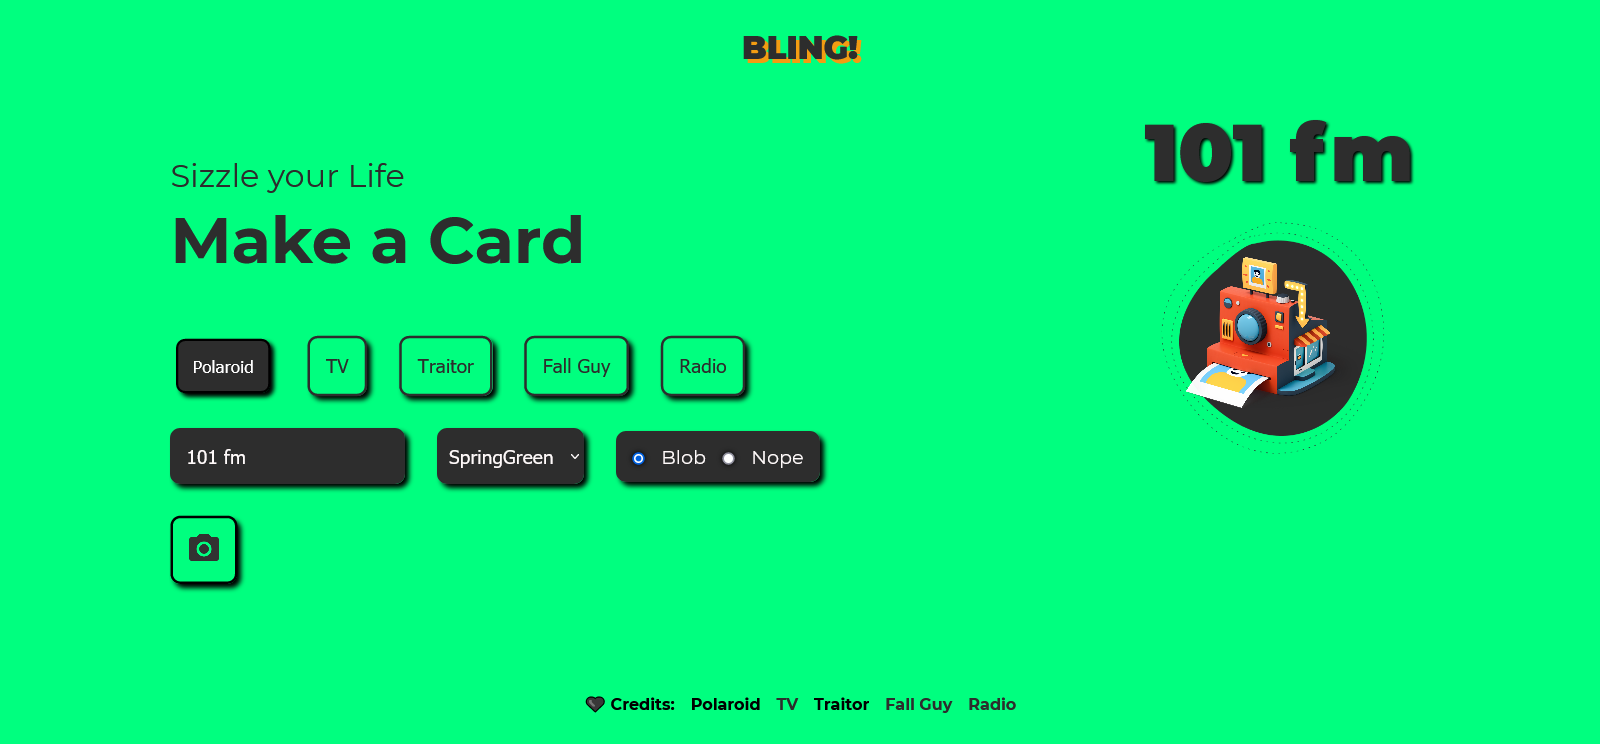 BLING!
Sizzle your Life
Make a Card
Polaroid TV Traitor Fall Guy Radio
101 fm SpringGreen Blob Nope
101 fm
Credits: Polaroid TV Traitor Fall Guy Radio